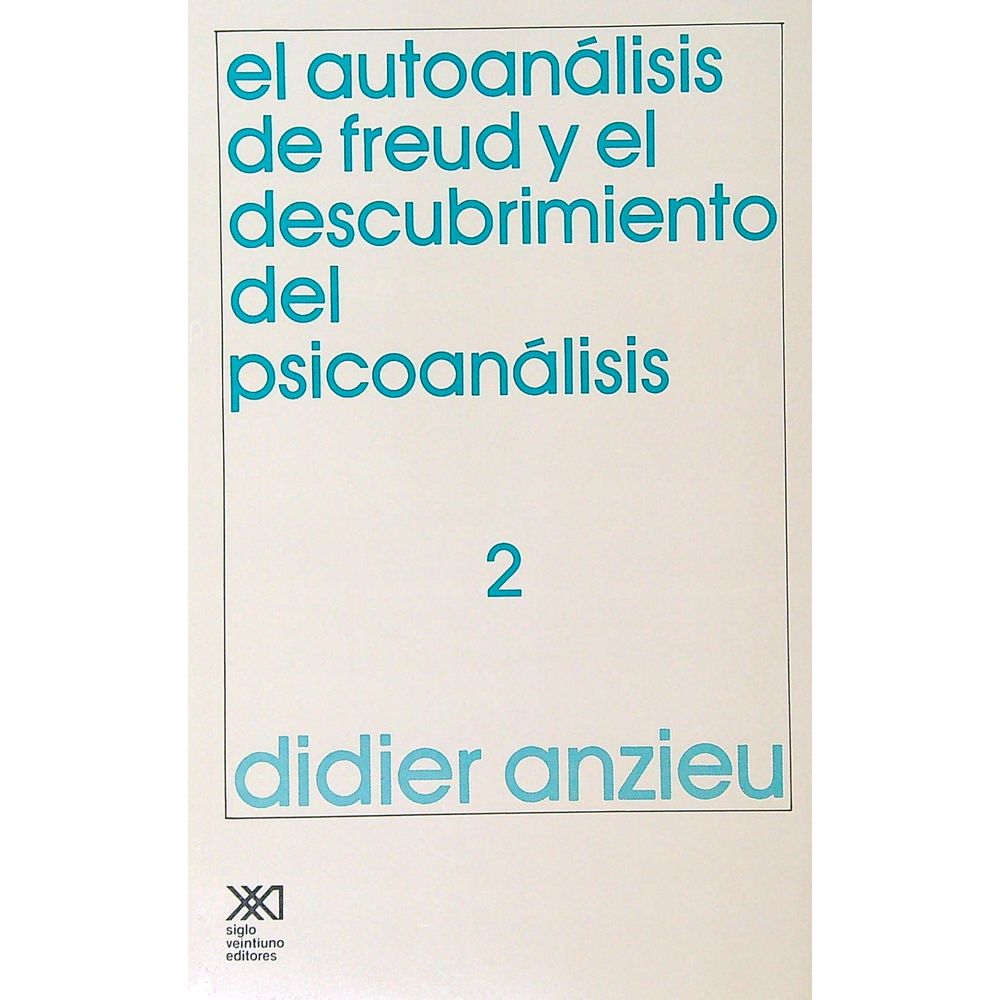 el autoanálisis
de freud y el
descubrimiento
del
psicoanálisis
2
didier anzieu
siglo
veintiuno
editores